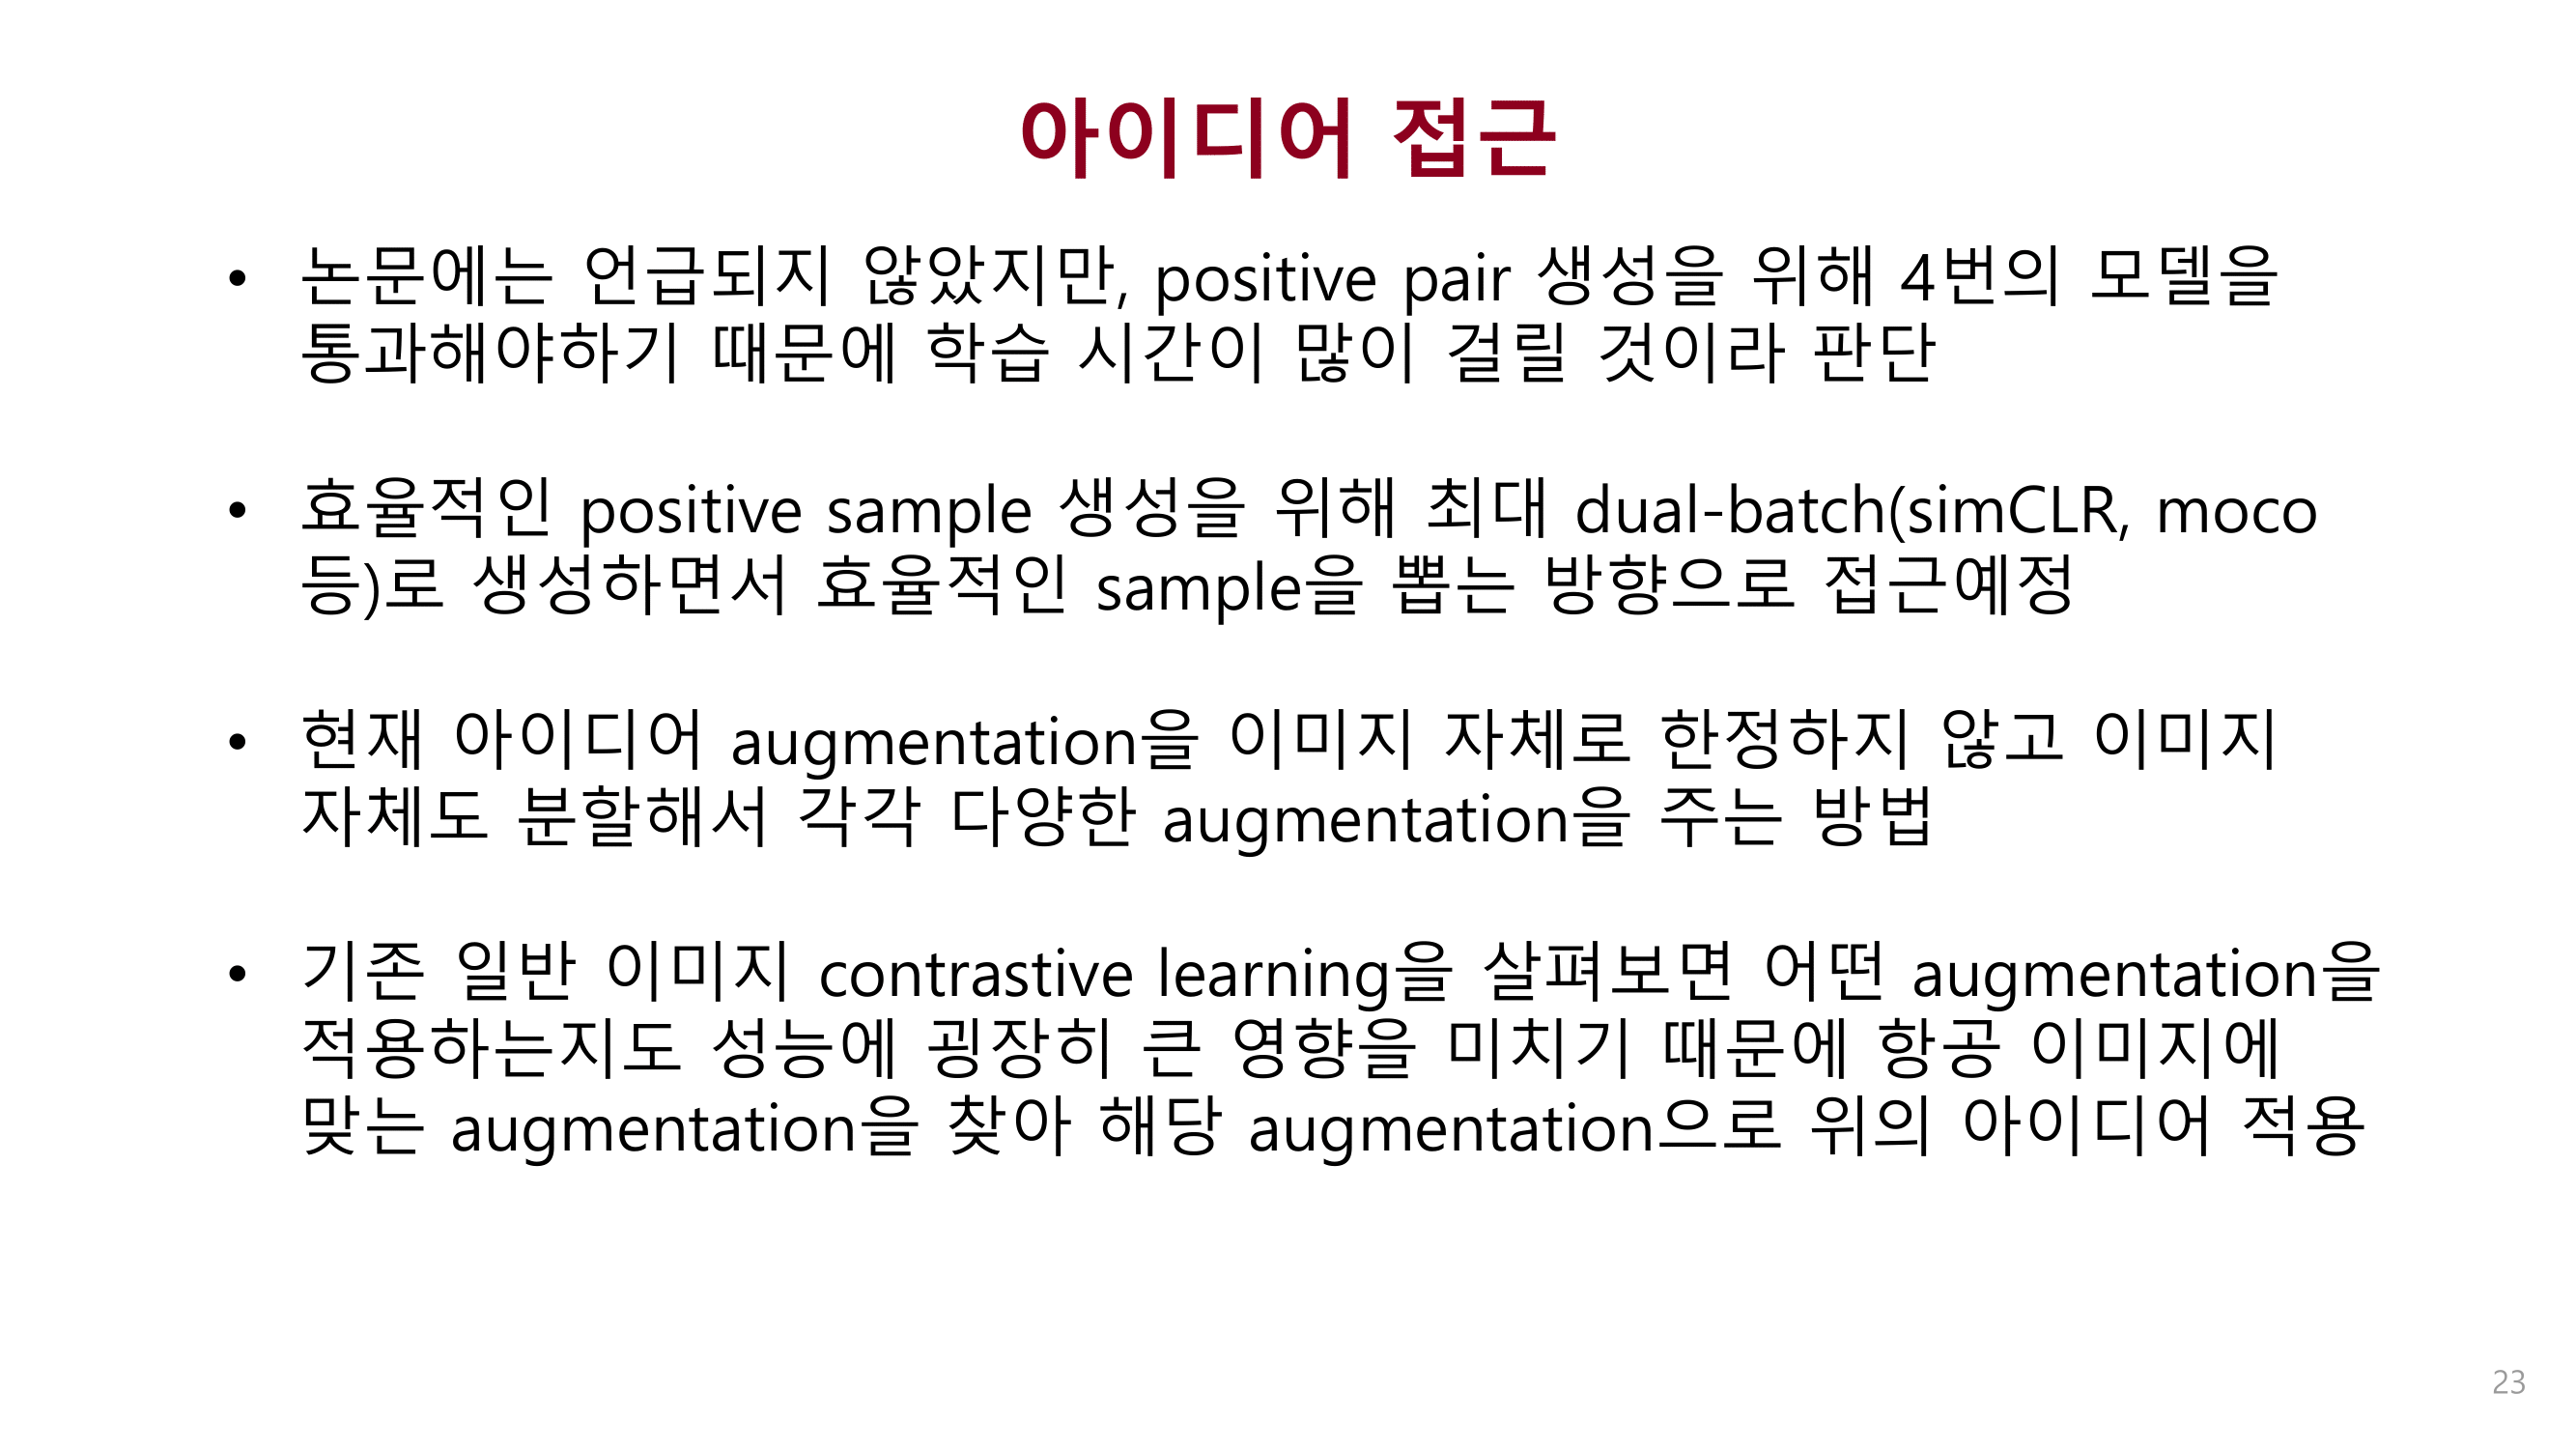 아이디어 접근
• 논문에는 언급되지 않았지만, positive pair 생성을 위해 4번의 모델을
통과해야하기 때문에 학습 시간이 많이 걸릴 것이라 판단
• 효율적인 positive sample 생성을 위해 최대 dual-batch(simCLR, moco
등)로 생성하면서 효율적인 sample을 뽑는 방향으로 접근예정
• 현재 아이디어 augmentation을 이미지 자체로 한정하지 않고 이미지
자체도 분할해서 각각 다양한 augmentation을 주는 방법
• 기존 일반 이미지 contrastive learning을 살펴보면 어떤 augmentation을
적용하는지도 성능에 굉장히 큰 영향을 미치기 때문에 항공 이미지에
맞는 augmentation을 찾아 해당 augmentation으로 위의 아이디어 적용
23